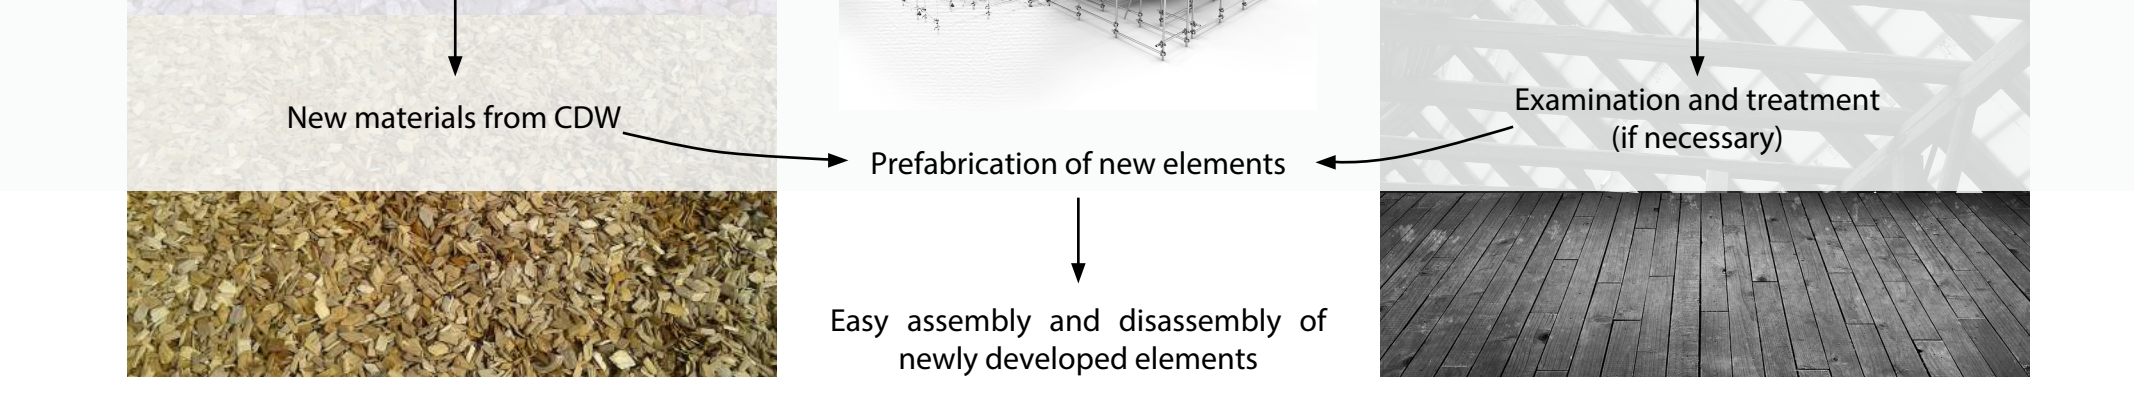 New materials from CDW
Examination and treatment
(if necessary)
Prefabrication of new elements
Easy assembly and disassembly of
newly developed elements